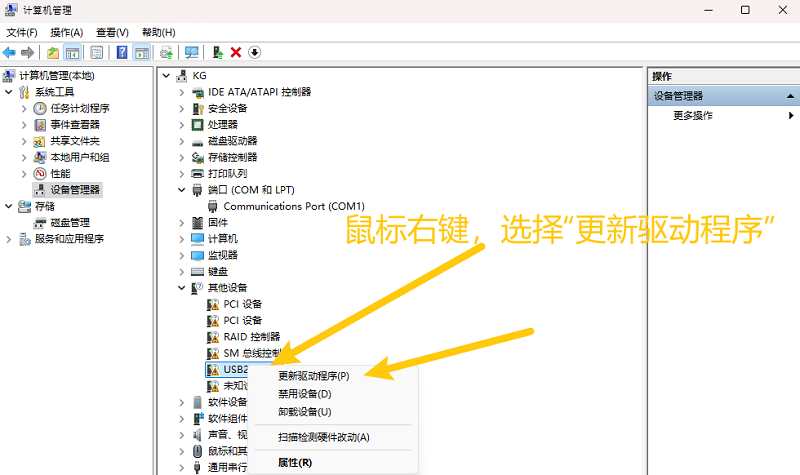 计算机管理
文件(F) 操作(A) 查看(V) 帮助(H)
计算机管理(本地)
系统工具
任务计划程序
事件查看器
共享文件夹
本地用户和组
性能
设备管理器
存储
磁盘管理
服务和应用程序
KG
IDE ATA/ATAPI 控制器
安全设备
处理器
磁盘驱动器
存储控制器
打印队列
端口 (COM 和 LPT)
Communications Port (COM1)
固件
计算机
监视器
键盘
其他设备
PCI 设备
PCI 设备
RAID 控制器
SM 总线控制
USB2
未知
软件设备
软件组件
声音、视
鼠标和其
通用串行
鼠标右键，选择“更新驱动程序”
更新驱动程序(P)
禁用设备(D)
卸载设备(U)
扫描检测硬件改动(A)
属性(R)
操作
设备管理器
更多操作